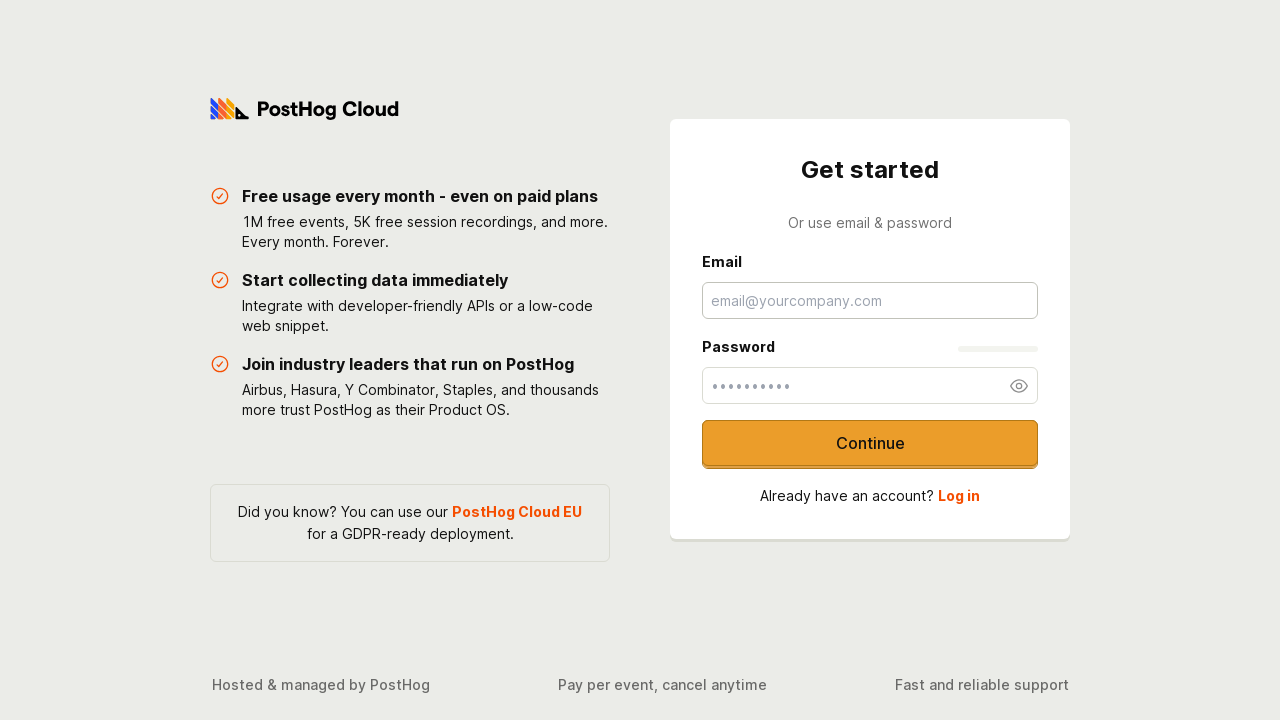 PostHog Cloud
Free usage every month - even on paid plans
1M free events, 5K free session recordings, and more.
Every month. Forever.
Start collecting data immediately
Integrate with developer-friendly APIs or a low-code
web snippet.
Join industry leaders that run on PostHog
Airbus, Hasura, Y Combinator, Staples, and thousands
more trust PostHog as their Product OS.
Did you know? You can use our PostHog Cloud EU
for a GDPR-ready deployment.
Get started
Or use email & password
Email
email@yourcompany.com
Password
••••••••••
Continue
Already have an account? Log in
Hosted & managed by PostHog
Pay per event, cancel anytime
Fast and reliable support